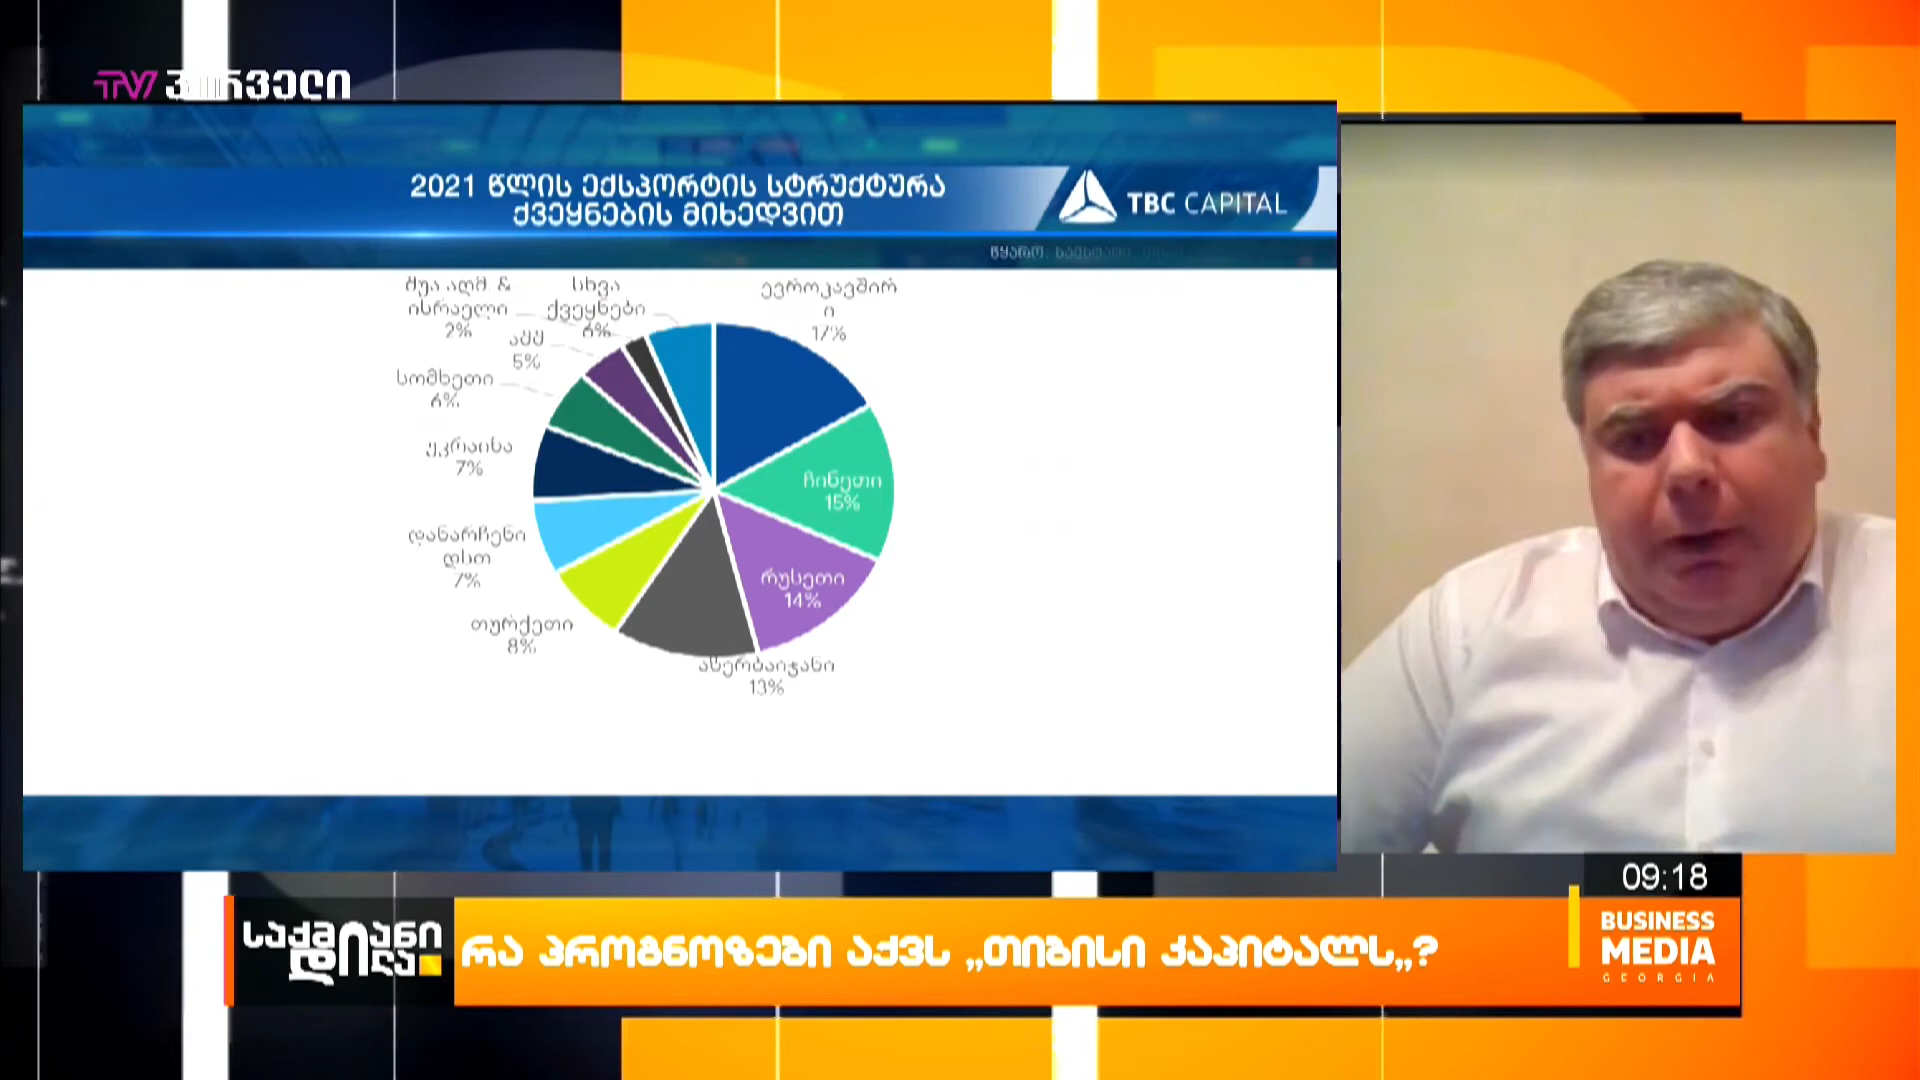 TV პირველი
2021 წლის ექსპორტის სტრუქტურა
ქვეყნების მიხედვით
TBC CAPITAL
წყარო:
შუა აღმ. &
ისრაელი
2%
სხვა
ქვეყნები
6%
ევროკავშირ
ი
17%
აშშ
5%
სომხეთი
6%
უკრაინა
7%
დანარჩენი
დსთ
7%
თურქეთი
8%
აზერბაიჯანი
13%
რუსეთი
14%
ჩინეთი
15%
09:18
საქმიანი
დილა
რა პროგნოზები აქვს „თიბისი კაპიტალს„?
BUSINESS
MEDIA
GEORGIA